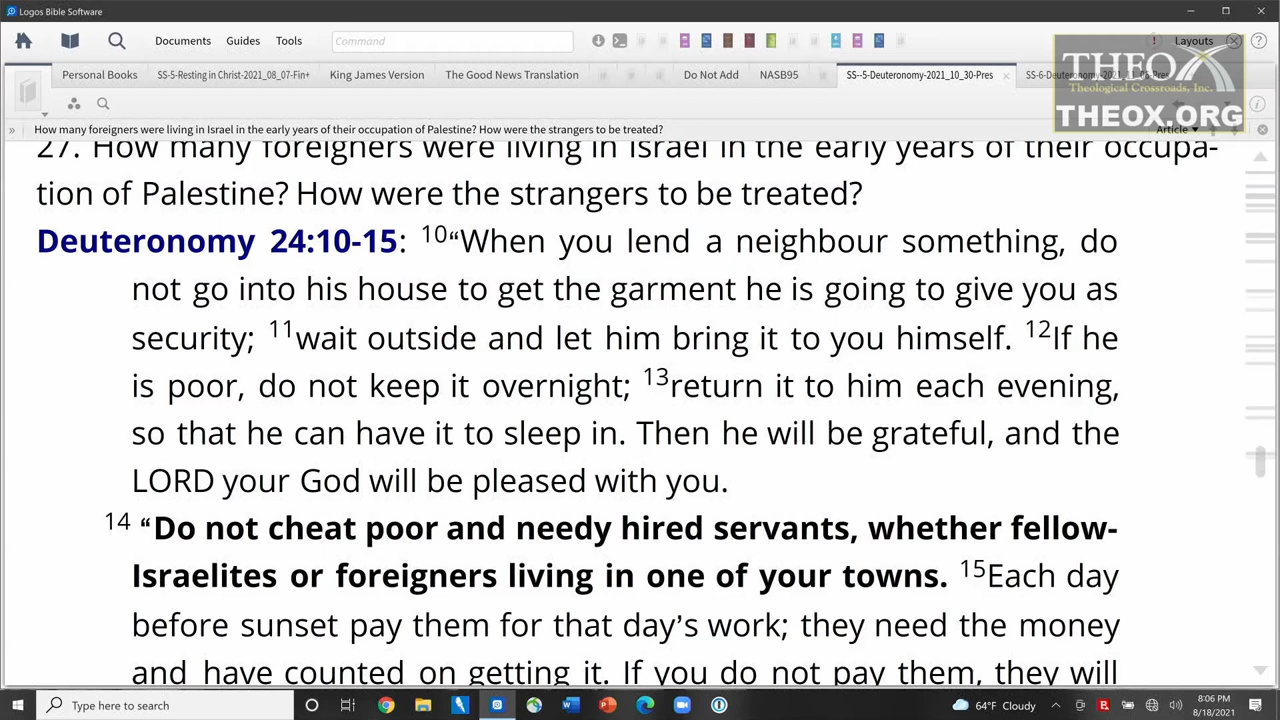 Logos Bible Software
Documents Guides Tools Command Layouts
Personal Books SS-5-Resting in Christ-2021_08_07-Fin+ King James Version The Good News Translation Do Not Add NASB95 SS--5-Deuteronomy-2021_10_30-Pres SS-6-Deuteronomy-2021
THEOX
Theological Crossroads, Inc.
THEOX.ORG
How many foreigners were living in Israel in the early years of their occupation of Palestine? How were the strangers to be treated? Article
27. How many foreigners were living in Israel in the early years of their occupa-
tion of Palestine? How were the strangers to be treated?
Deuteronomy 24:10-15: 10“When you lend a neighbour something, do
not go into his house to get the garment he is going to give you as
security; 11wait outside and let him bring it to you himself. 12If he
is poor, do not keep it overnight; 13return it to him each evening,
so that he can have it to sleep in. Then he will be grateful, and the
LORD your God will be pleased with you.
14 “Do not cheat poor and needy hired servants, whether fellow-
Israelites or foreigners living in one of your towns. 15Each day
before sunset pay them for that day’s work; they need the money
and have counted on getting it. If you do not pay them, they will
Type here to search 64°F Cloudy 8:06 PM
8/18/2021